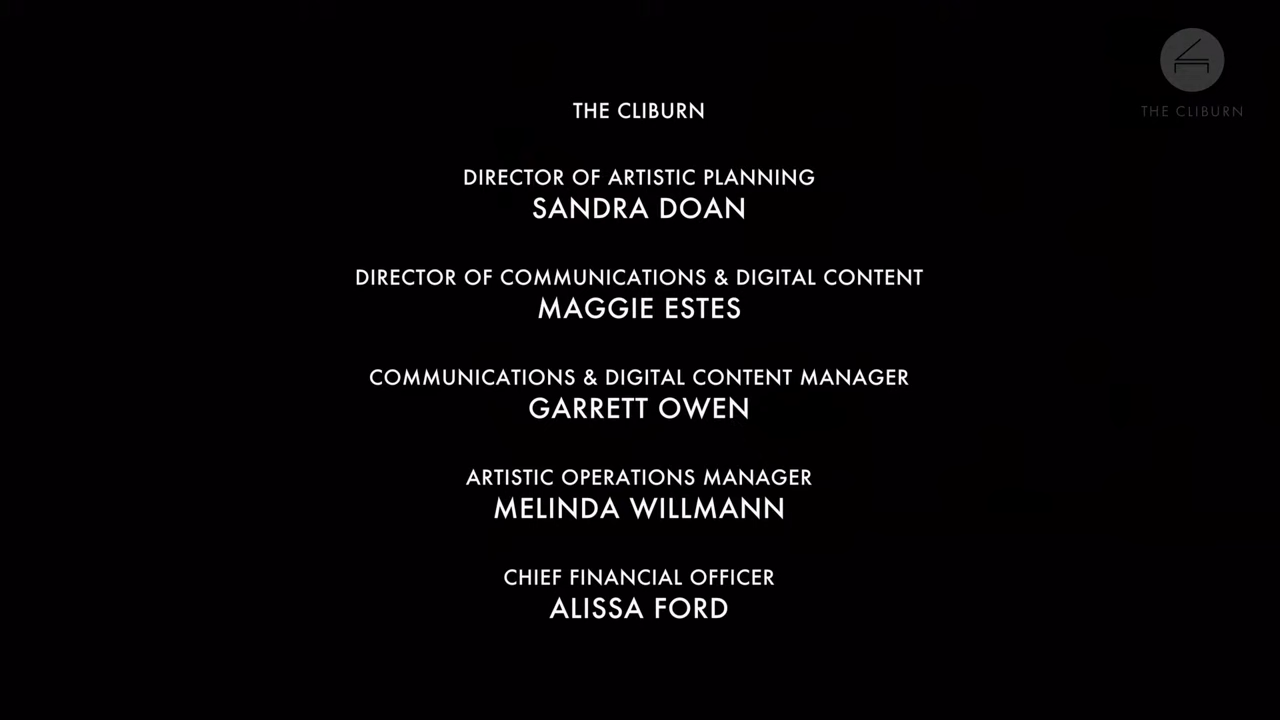 THE CLIBURN
THE CLIBURN
DIRECTOR OF ARTISTIC PLANNING
SANDRA DOAN
DIRECTOR OF COMMUNICATIONS & DIGITAL CONTENT
MAGGIE ESTES
COMMUNICATIONS & DIGITAL CONTENT MANAGER
GARRETT OWEN
ARTISTIC OPERATIONS MANAGER
MELINDA WILLMANN
CHIEF FINANCIAL OFFICER
ALISSA FORD